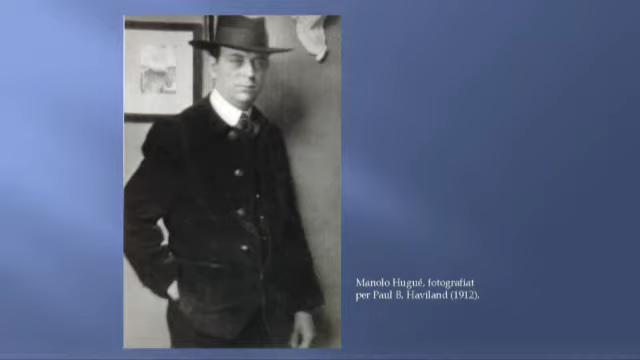 Manolo Hugué, fotografiat
per Paul B. Haviland (1912).